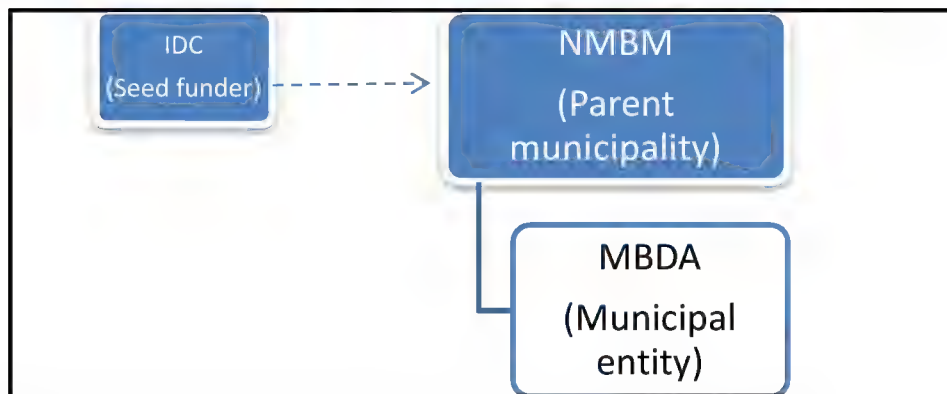 IDC
(Seed funder)
NMBM
(Parent
municipality)
MBDA
(Municipal
entity)